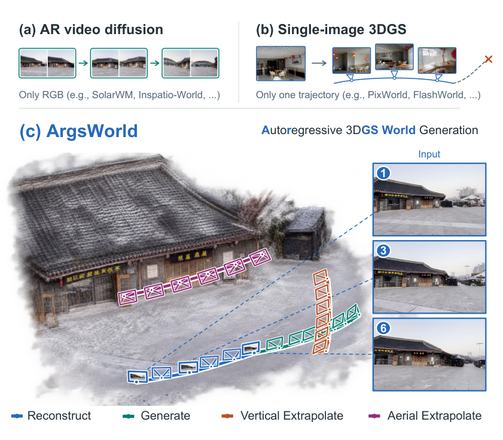 (a) AR video diffusion
Only RGB (e.g., SolarWM, Inspatio-World, ...)
(b) Single-image 3DGS
Only one trajectory (e.g., PixWorld, FlashWorld, ...)
(c) ArgsWorld
Autoregressive 3DGS World Generation
Input
1
3
6
Reconstruct
Generate
Vertical Extrapolate
Aerial Extrapolate